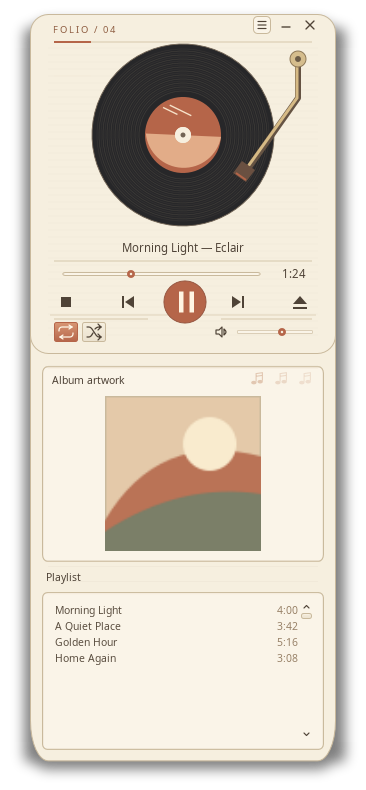 FOLIO / 04
Morning Light — Eclair
1:24
Album artwork
Playlist
Morning Light 4:00
A Quiet Place 3:42
Golden Hour 5:16
Home Again 3:08